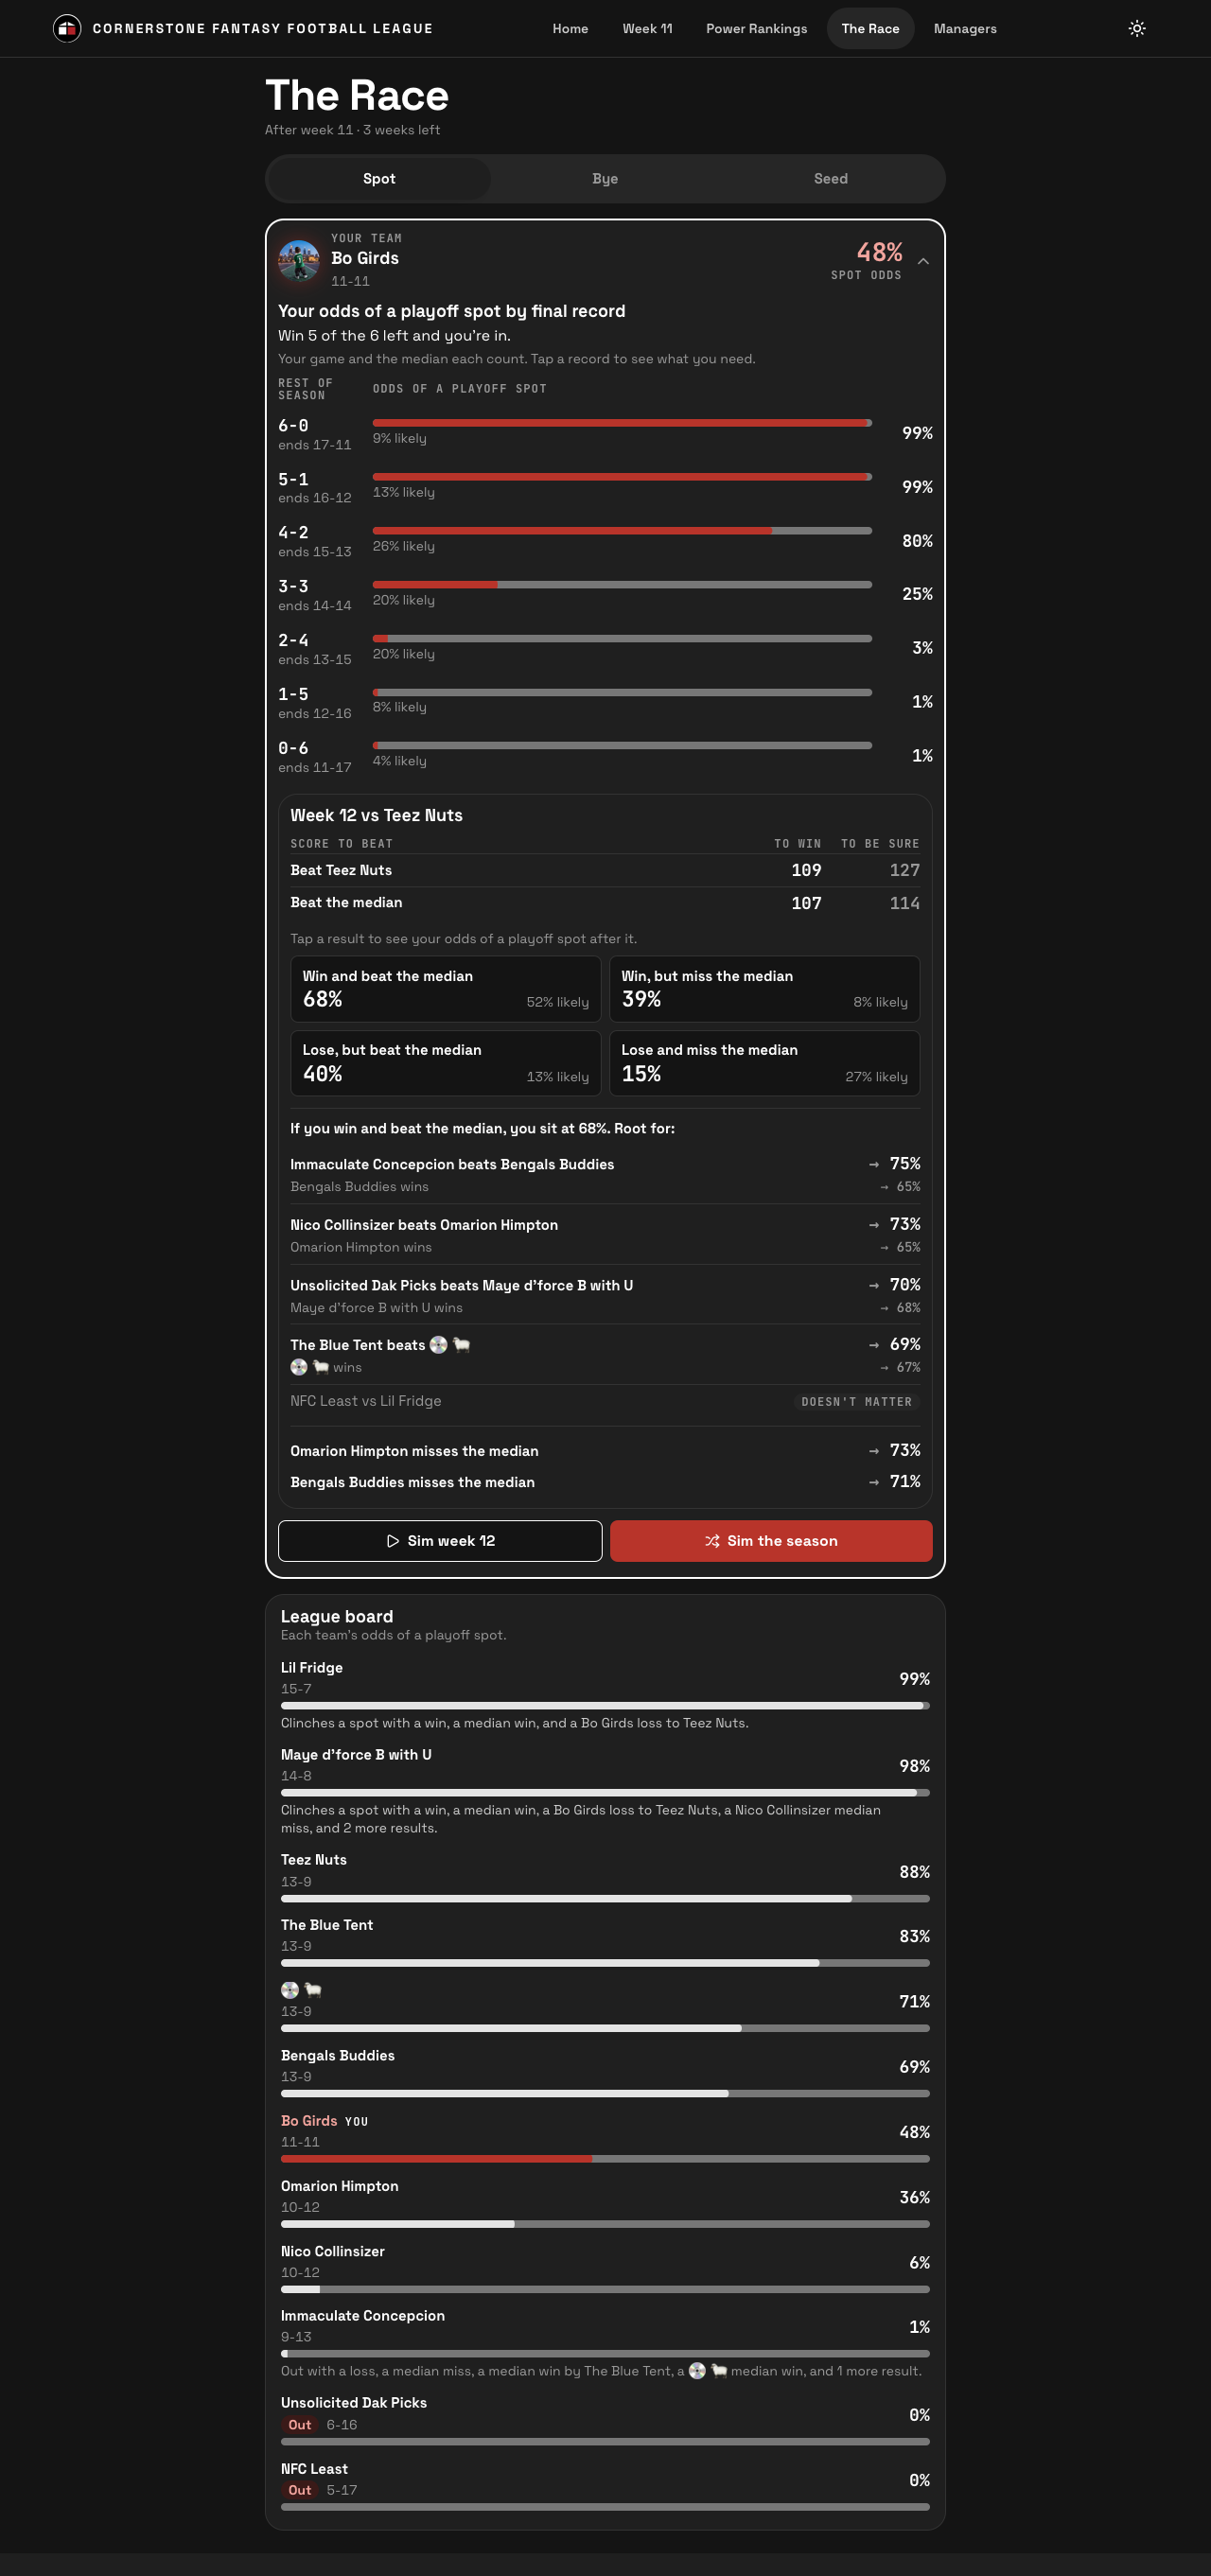 CORNERSTONE FANTASY FOOTBALL LEAGUE
Home
Week 11
Power Rankings
The Race
Managers
The Race
After week 11 · 3 weeks left
Spot
Bye
Seed
YOUR TEAM
Bo Girds
11-11
48%
SPOT ODDS
Your odds of a playoff spot by final record
Win 5 of the 6 left and you're in.
Your game and the median each count. Tap a record to see what you need.
REST OF SEASON
ODDS OF A PLAYOFF SPOT
6-0
ends 17-11
9% likely
99%
5-1
ends 16-12
13% likely
99%
4-2
ends 15-13
26% likely
80%
3-3
ends 14-14
20% likely
25%
2-4
ends 13-15
20% likely
3%
1-5
ends 12-16
8% likely
1%
0-6
ends 11-17
4% likely
1%
Week 12 vs Teez Nuts
SCORE TO BEAT TO WIN TO BE SURE
Beat Teez Nuts 109 127
Beat the median 107 114
Tap a result to see your odds of a playoff spot after it.
Win and beat the median
68% 52% likely
Win, but miss the median
39% 8% likely
Lose, but beat the median
40% 13% likely
Lose and miss the median
15% 27% likely
If you win and beat the median, you sit at 68%. Root for:
Immaculate Concepcion beats Bengals Buddies → 75%
Bengals Buddies wins → 65%
Nico Collinsizer beats Omarion Himpton → 73%
Omarion Himpton wins → 65%
Unsolicited Dak Picks beats Maye d'force B with U → 70%
Maye d'force B with U wins → 68%
The Blue Tent beats 💿 🐑 → 69%
💿 🐑 wins → 67%
NFC Least vs Lil Fridge DOESN'T MATTER
Omarion Himpton misses the median → 73%
Bengals Buddies misses the median → 71%
Sim week 12
Sim the season
League board
Each team's odds of a playoff spot.
Lil Fridge
15-7
99%
Clinches a spot with a win, a median win, and a Bo Girds loss to Teez Nuts.
Maye d'force B with U
14-8
98%
Clinches a spot with a win, a median win, a Bo Girds loss to Teez Nuts, a Nico Collinsizer median
miss, and 2 more results.
Teez Nuts
13-9
88%
The Blue Tent
13-9
83%
💿 🐑
13-9
71%
Bengals Buddies
13-9
69%
Bo Girds YOU
11-11
48%
Omarion Himpton
10-12
36%
Nico Collinsizer
10-12
6%
Immaculate Concepcion
9-13
1%
Out with a loss, a median miss, a median win by The Blue Tent, a 💿 🐑 median win, and 1 more result.
Unsolicited Dak Picks
Out 6-16
0%
NFC Least
Out 5-17
0%